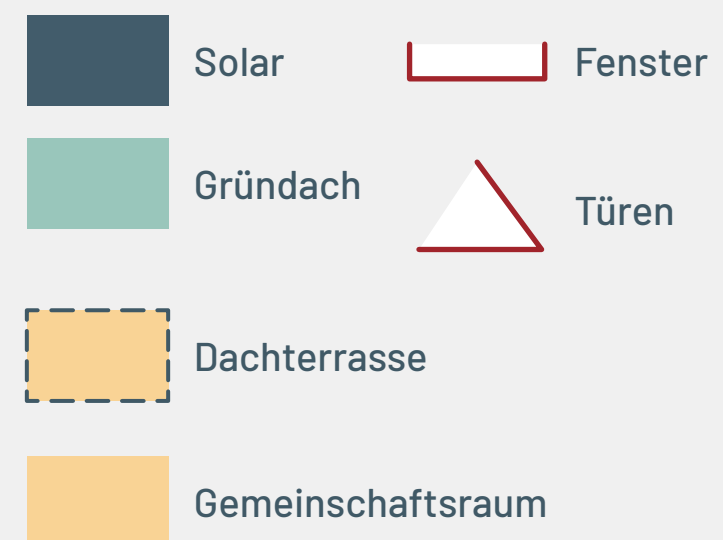 Solar
Fenster
Gründach
Türen
Dachterrasse
Gemeinschaftsraum